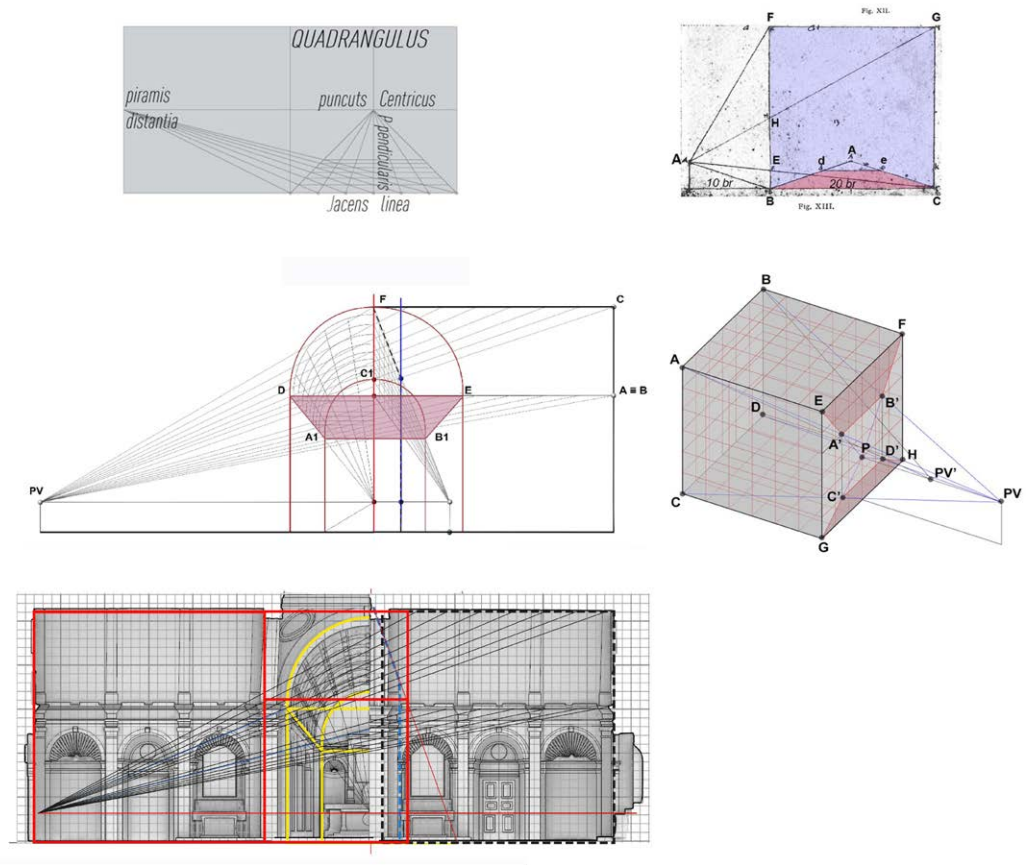 QUADRANGULUS
piramis
distantia
puncuts Centricus
P pendicularis
Jacens linea
Fig. XII.
F
G
H
A
E
d
A
e
10 br
20 br
B
C
Fig. XIII.
F
C
C1
D
E
A ≡ B
A1
B1
PV
B
F
A
E
D
B'
A'
P
D'
H
PV'
C'
PV
C
G